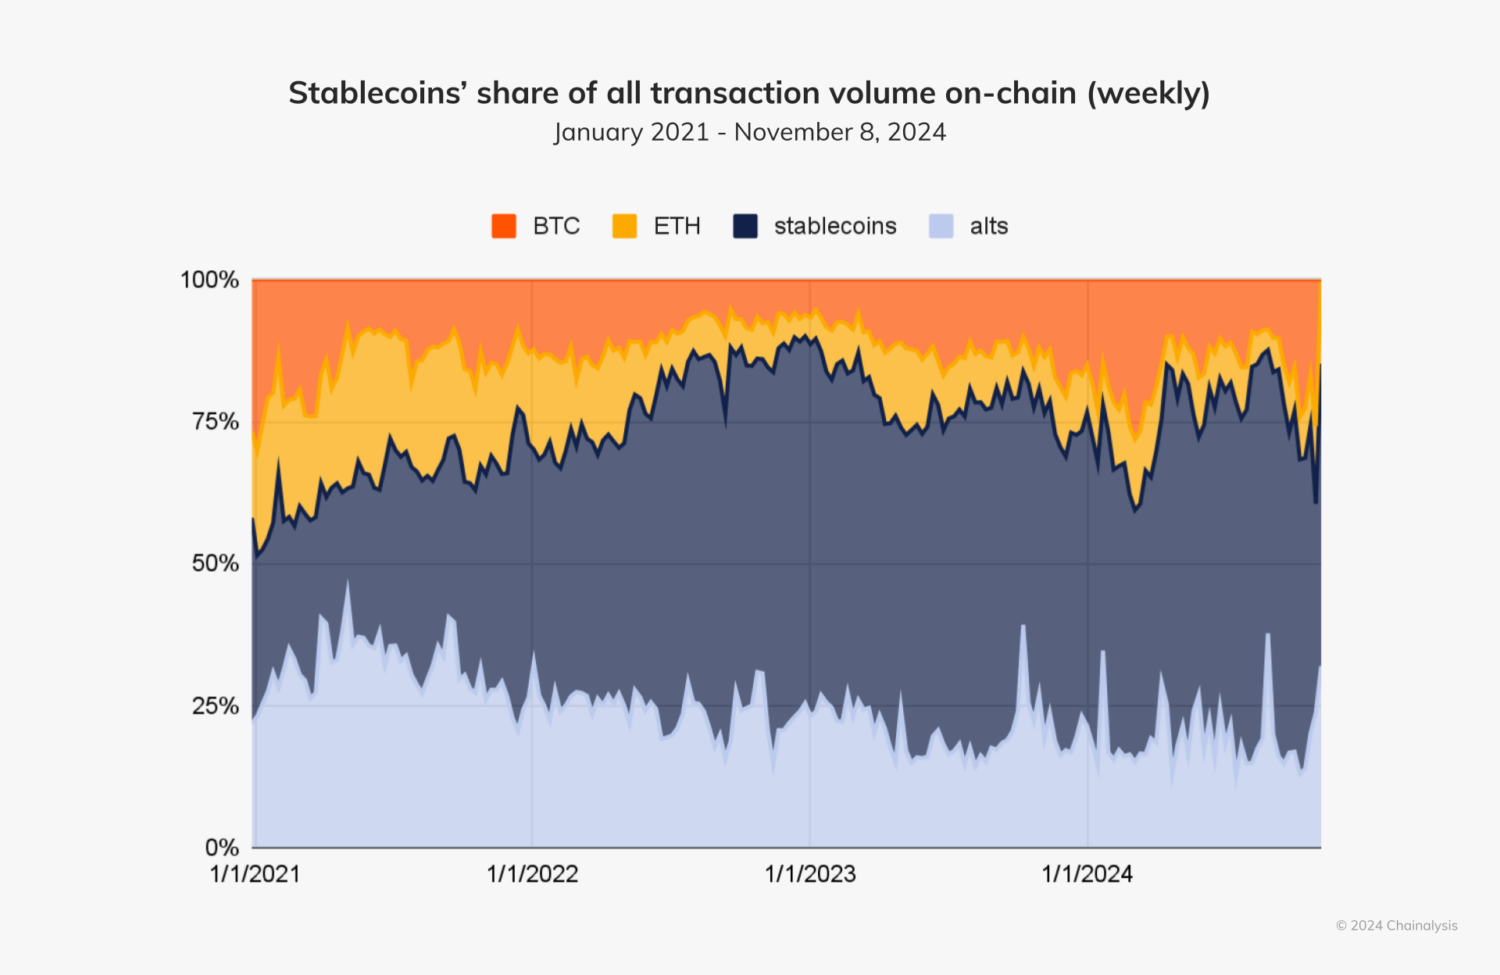 Stablecoins’ share of all transaction volume on-chain (weekly)
January 2021 - November 8, 2024
BTC ETH stablecoins alts
100%
75%
50%
25%
0%
1/1/2021 1/1/2022 1/1/2023 1/1/2024
© 2024 Chainalysis